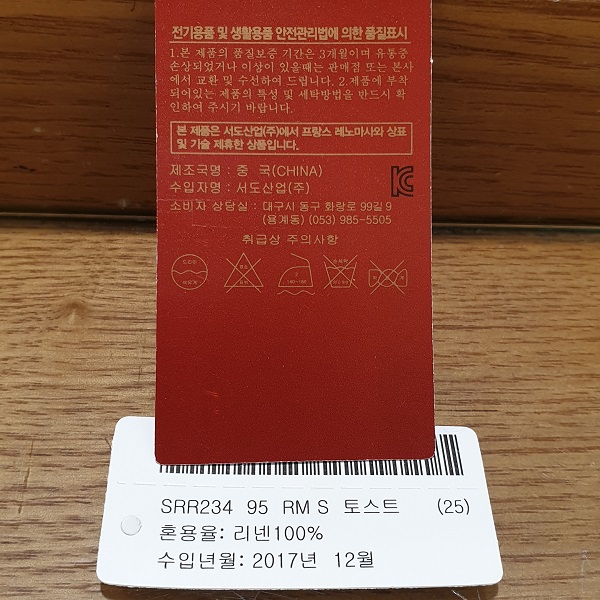 전기용품 및 생활용품 안전관리법에 의한 품질표시
1.본 제품의 품질보증 기간은 3개월이며 유통중
손상되었거나 이상이 있을때는 판매점 또는 본사
에서 교환 및 수선하여 드립니다. 2.제품에 부착
되어있는 제품의 특성 및 세탁방법을 반드시 확
인하여 주시기 바랍니다.
본 제품은 서도산업(주)에서 프랑스 레노마사와 상표
및 기술 제휴한 상품입니다.
제조국명 : 중 국(CHINA)
수입자명 : 서도산업(주)
소비자 상담실 : 대구시 동구 화랑로 99길 9
(용계동) (053) 985-5505
취급상 주의사항
드라이
염소
표백
SRR234 95 RM S 토스트 (25)
혼용율: 리넨100%
수입년월: 2017년 12월